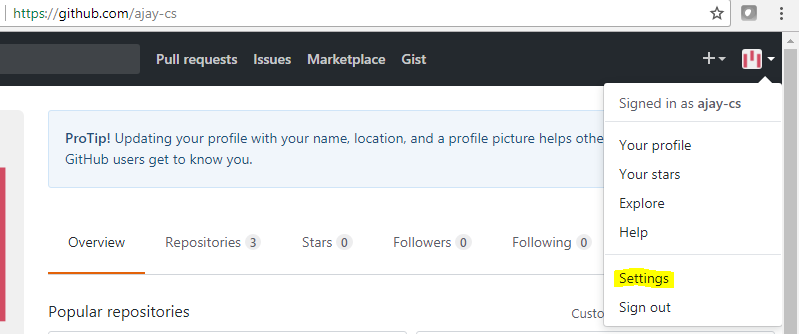 https://github.com/ajay-cs
Pull requests Issues Marketplace Gist
Signed in as ajay-cs
ProTip! Updating your profile with your name, location, and a profile picture helps othe
GitHub users get to know you.
Your profile
Your stars
Explore
Help
Settings
Sign out
Overview Repositories 3 Stars 0 Followers 0 Following 0
Popular repositories
Custo